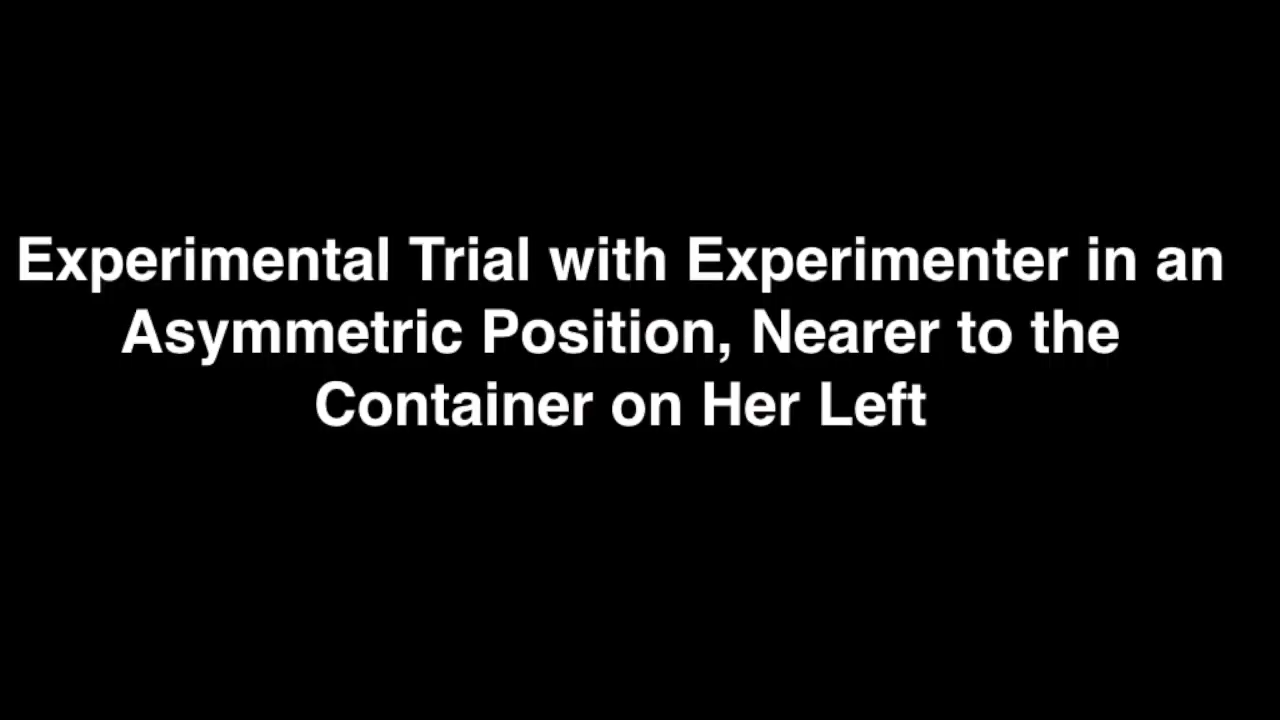 Experimental Trial with Experimenter in an
Asymmetric Position, Nearer to the
Container on Her Left